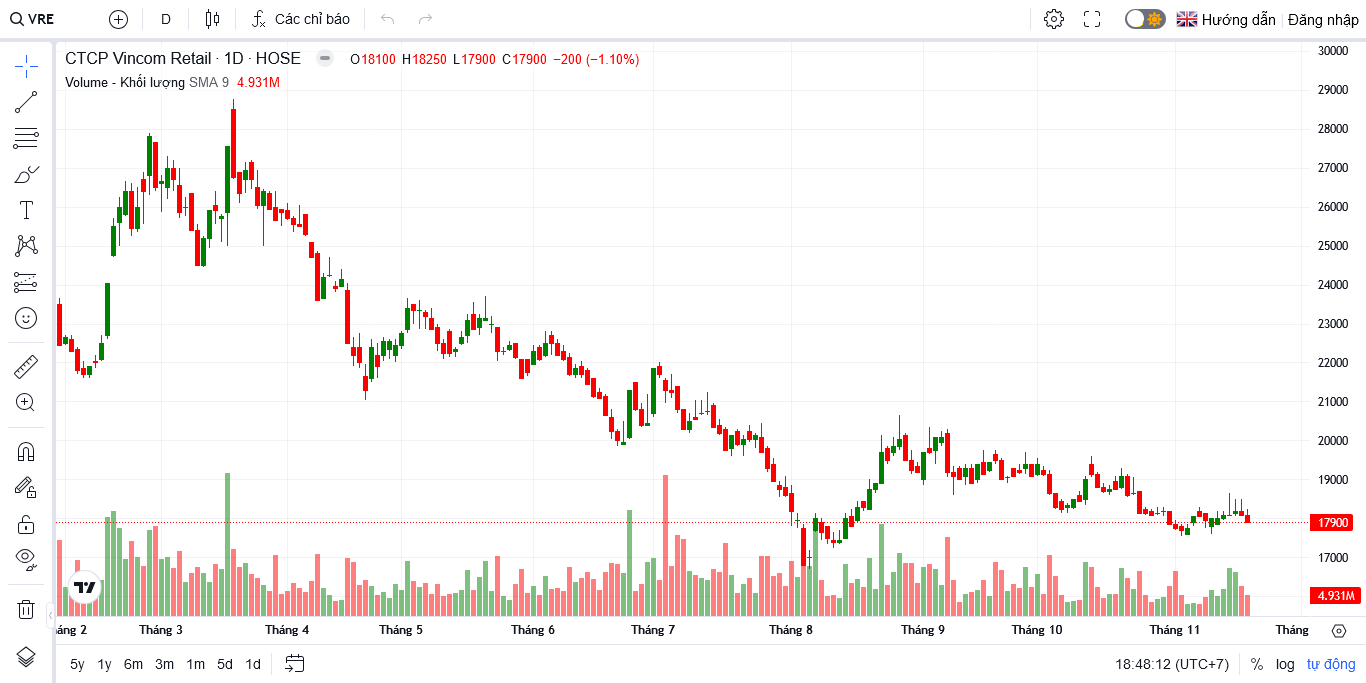 VRE D Các chỉ báo Hướng dẫn Đăng nhập
CTCP Vincom Retail · 1D · HOSE O18100 H18250 L17900 C17900 −200 (−1.10%)
Volume - Khối lượng SMA 9 4.931M
30000
29000
28000
27000
26000
25000
24000
23000
22000
21000
20000
19000
17900
17000
4.931M
áng 2 Tháng 3 Tháng 4 Tháng 5 Tháng 6 Tháng 7 Tháng 8 Tháng 9 Tháng 10 Tháng 11 Tháng
5y 1y 6m 3m 1m 5d 1d 18:48:12 (UTC+7) % log tự động